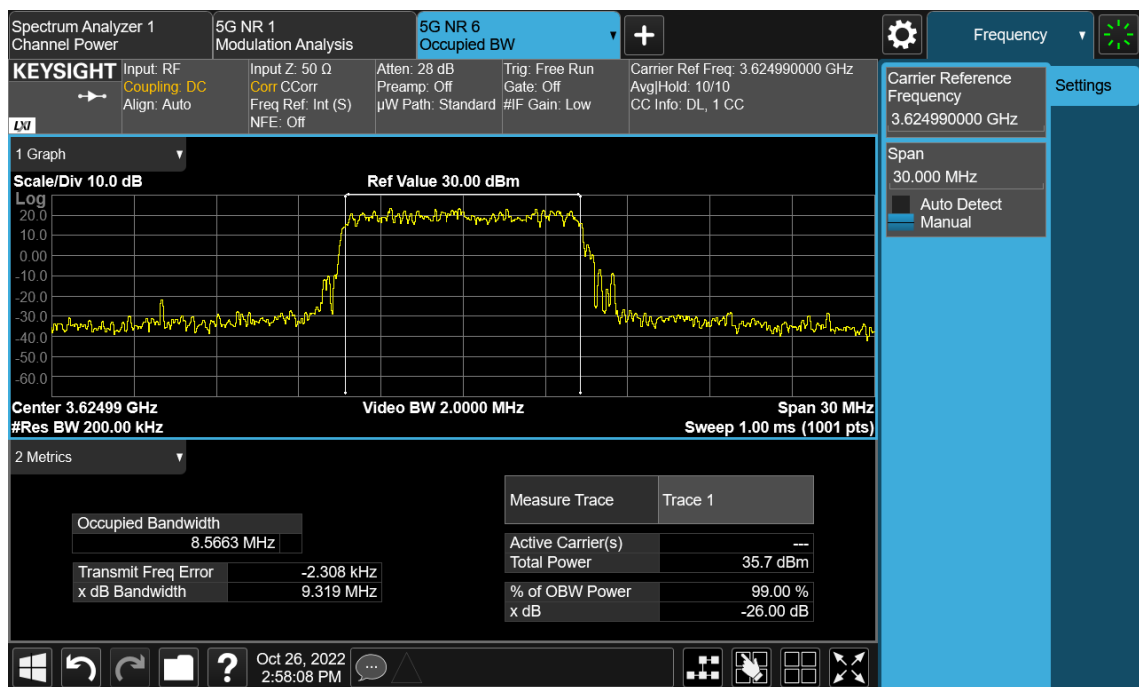 Spectrum Analyzer 1
Channel Power
5G NR 1
Modulation Analysis
5G NR 6
Occupied BW
Frequency
KEYSIGHT
LXI
Input: RF
Coupling: DC
Align: Auto
Input Z: 50 Ω
Corr CCorr
Freq Ref: Int (S)
NFE: Off
Atten: 28 dB
Preamp: Off
µW Path: Standard
Trig: Free Run
Gate: Off
#IF Gain: Low
Carrier Ref Freq: 3.624990000 GHz
Avg|Hold: 10/10
CC Info: DL, 1 CC
Carrier Reference
Frequency
3.624990000 GHz
Settings
Span
30.000 MHz
Auto Detect
Manual
1 Graph
Scale/Div 10.0 dB
Ref Value 30.00 dBm
Log
20.0
10.0
0.00
-10.0
-20.0
-30.0
-40.0
-50.0
-60.0
Center 3.62499 GHz
Video BW 2.0000 MHz
Span 30 MHz
#Res BW 200.00 kHz
Sweep 1.00 ms (1001 pts)
2 Metrics
Occupied Bandwidth
8.5663 MHz
Transmit Freq Error -2.308 kHz
x dB Bandwidth 9.319 MHz
Measure Trace Trace 1
Active Carrier(s) ---
Total Power 35.7 dBm
% of OBW Power 99.00 %
x dB -26.00 dB
Oct 26, 2022
2:58:08 PM